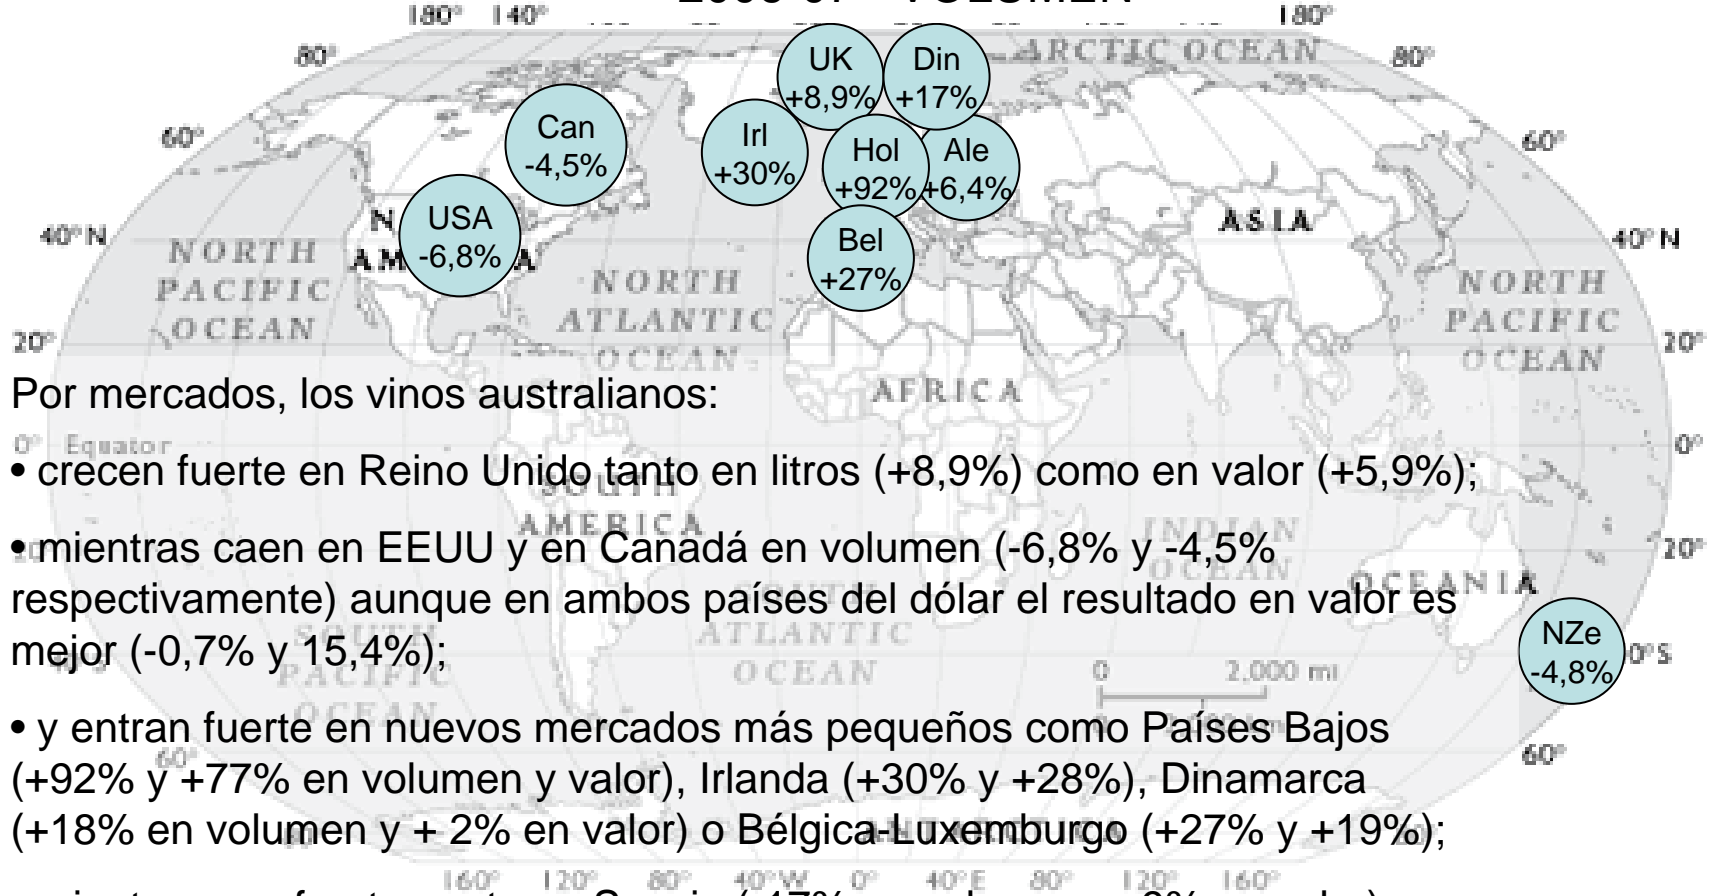 180° 140° 180°
80° ARCTIC OCEAN 80°
UK
+8,9%
Din
+17%
Can
-4,5%
Irl
+30%
Hol
+92%
Ale
+6,4%
60° 60°
USA
-6,8%
Bel
+27%
ASIA
40° N 40° N
NORTH
PACIFIC
OCEAN
NORTH
ATLANTIC
OCEAN
NORTH
PACIFIC
OCEAN
20° 20°
AFRICA
Por mercados, los vinos australianos:
0° Equator 0°
• crecen fuerte en Reino Unido tanto en litros (+8,9%) como en valor (+5,9%);
SOUTH
AMERICA
INDIAN
OCEAN
• mientras caen en EEUU y en Canadá en volumen (-6,8% y -4,5%
respectivamente) aunque en ambos países del dólar el resultado en valor es
mejor (-0,7% y 15,4%);
20°
OCEANIA
SOUTH
PACIFIC
OCEAN
SOUTH
ATLANTIC
OCEAN
NZe
-4,8%
0 2,000 mi
• y entran fuerte en nuevos mercados más pequeños como Países Bajos
(+92% y +77% en volumen y valor), Irlanda (+30% y +28%), Dinamarca
(+18% en volumen y + 2% en valor) o Bélgica-Luxemburgo (+27% y +19%);
60° 60°
ANTARCTICA
160° 120° 80° 40°W 0° 40°E 80° 120° 160°